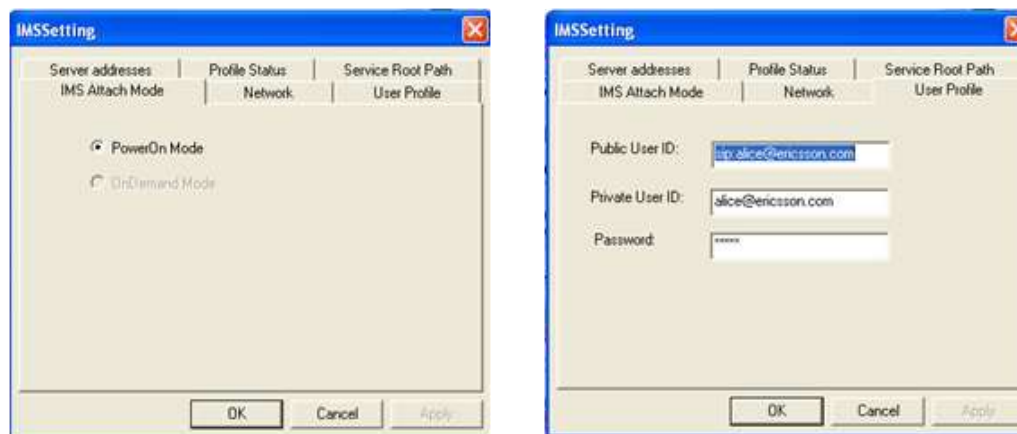 IMSSetting
Server addresses Profile Status Service Root Path
IMS Attach Mode Network User Profile
PowerOn Mode
OnDemand Mode
OK Cancel Apply
IMSSetting
Server addresses Profile Status Service Root Path
IMS Attach Mode Network User Profile
Public User ID: sip:alice@ericsson.com
Private User ID: alice@ericsson.com
Password: *****
OK Cancel Apply